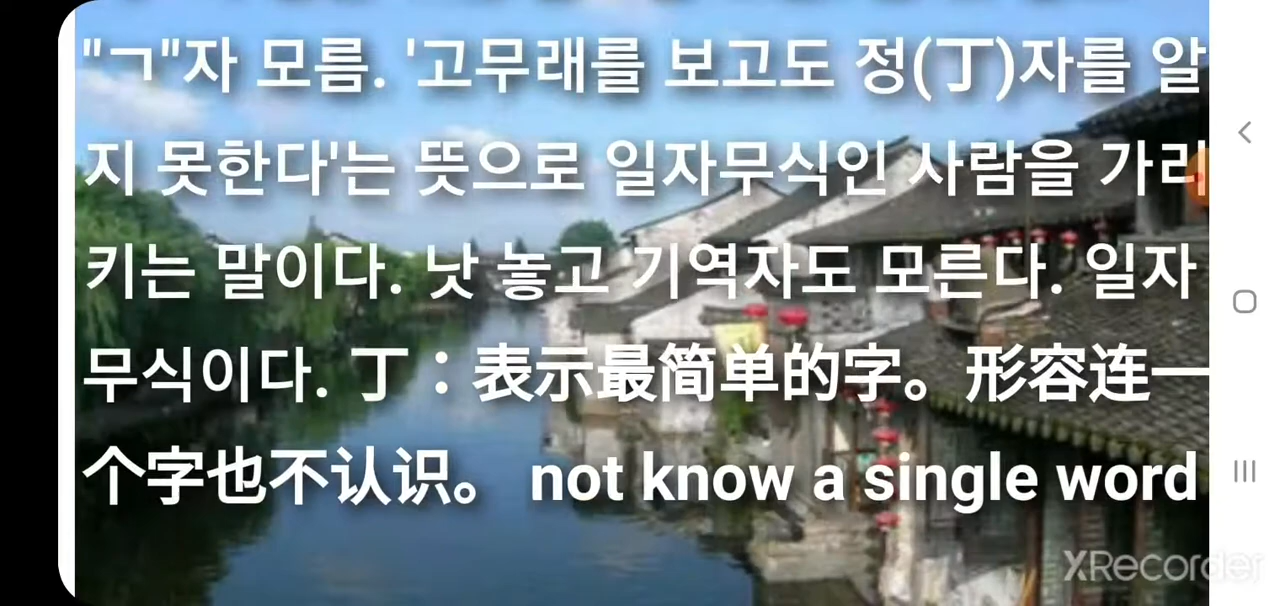 "ㄱ"자 모름. '고무래를 보고도 정(丁)자를 알
지 못한다'는 뜻으로 일자무식인 사람을 가리
키는 말이다. 낫 놓고 기역자도 모른다. 일자
무식이다. 丁：表示最简单的字。形容连一
个字也不认识。 not know a single word
XRecorder